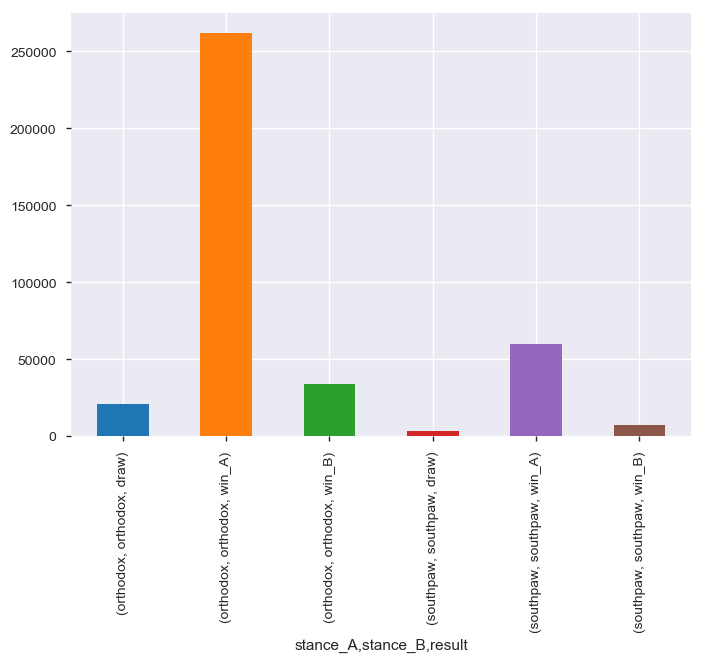 250000
200000
150000
100000
50000
0
(orthodox, orthodox, draw)
(orthodox, orthodox, win_A)
(orthodox, orthodox, win_B)
(southpaw, southpaw, draw)
(southpaw, southpaw, win_A)
(southpaw, southpaw, win_B)
stance_A,stance_B,result